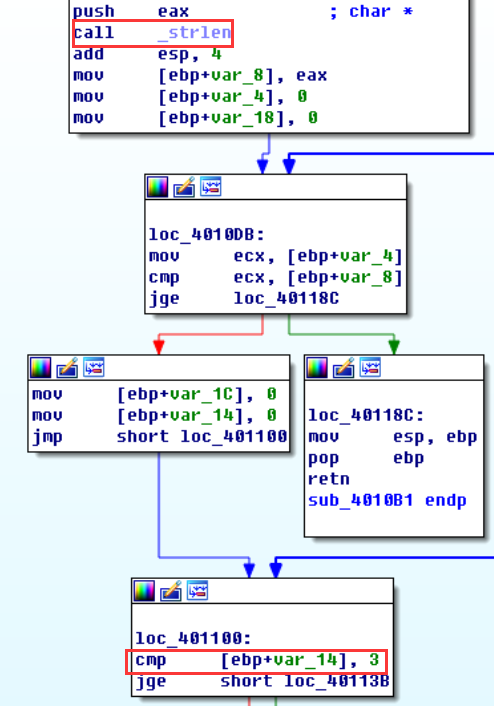 push eax ; char *
call _strlen
add esp, 4
mov [ebp+var_8], eax
mov [ebp+var_4], 0
mov [ebp+var_18], 0
loc_4010DB:
mov ecx, [ebp+var_4]
cmp ecx, [ebp+var_8]
jge loc_40118C
mov [ebp+var_1C], 0
mov [ebp+var_14], 0
jmp short loc_401100
loc_40118C:
mov esp, ebp
pop ebp
retn
sub_4010B1 endp
loc_401100:
cmp [ebp+var_14], 3
jge short loc_40113B